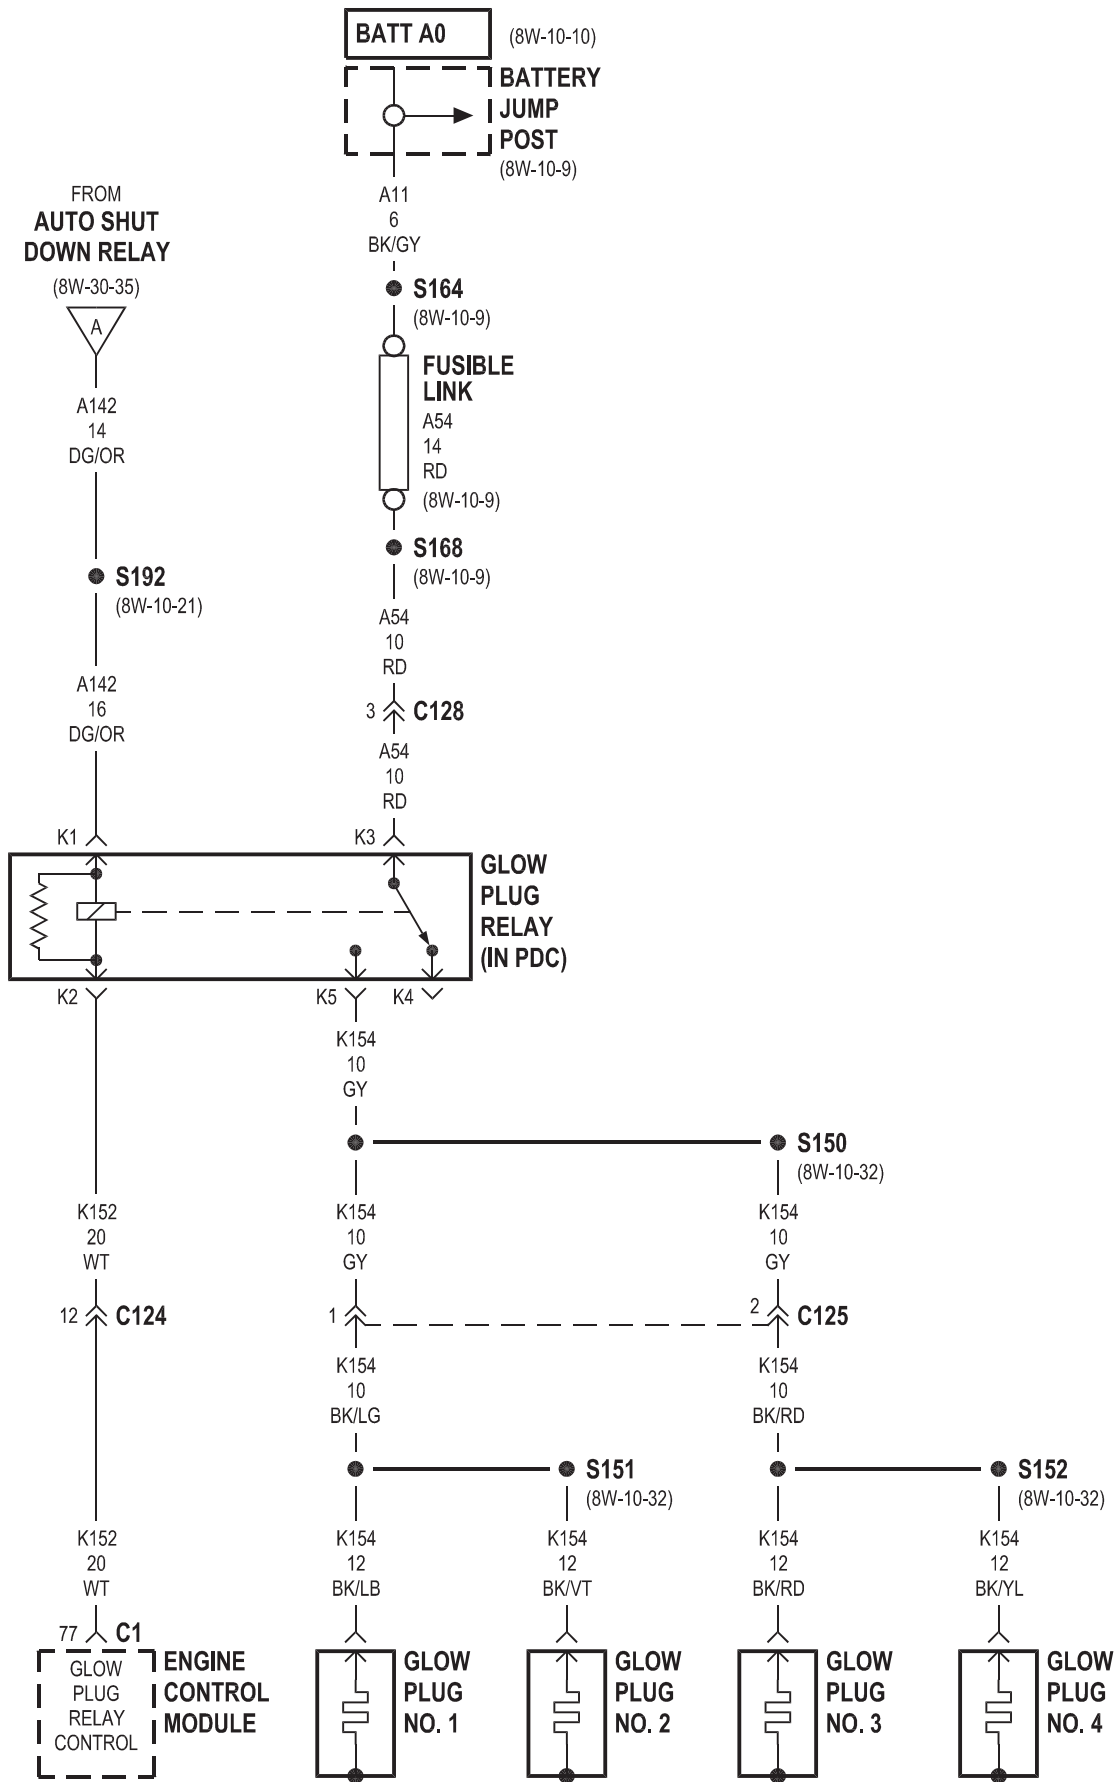 BATT A0
(8W-10-10)
BATTERY
JUMP
POST
(8W-10-9)
A11
6
BK/GY
S164
(8W-10-9)
FUSIBLE
LINK
A54
14
RD
(8W-10-9)
S168
(8W-10-9)
A54
10
RD
3
C128
A54
10
RD
K3
FROM
AUTO SHUT
DOWN RELAY
(8W-30-35)
A
A142
14
DG/OR
S192
(8W-10-21)
A142
16
DG/OR
K1
GLOW
PLUG
RELAY
(IN PDC)
K2
K5
K4
K154
10
GY
S150
(8W-10-32)
K152
20
WT
K154
10
GY
K154
10
GY
12
C124
1
2
C125
K154
10
BK/LG
K154
10
BK/RD
S151
(8W-10-32)
S152
(8W-10-32)
K152
20
WT
K154
12
BK/LB
K154
12
BK/VT
K154
12
BK/RD
K154
12
BK/YL
77
C1
GLOW
PLUG
RELAY
CONTROL
ENGINE
CONTROL
MODULE
GLOW
PLUG
NO. 1
GLOW
PLUG
NO. 2
GLOW
PLUG
NO. 3
GLOW
PLUG
NO. 4